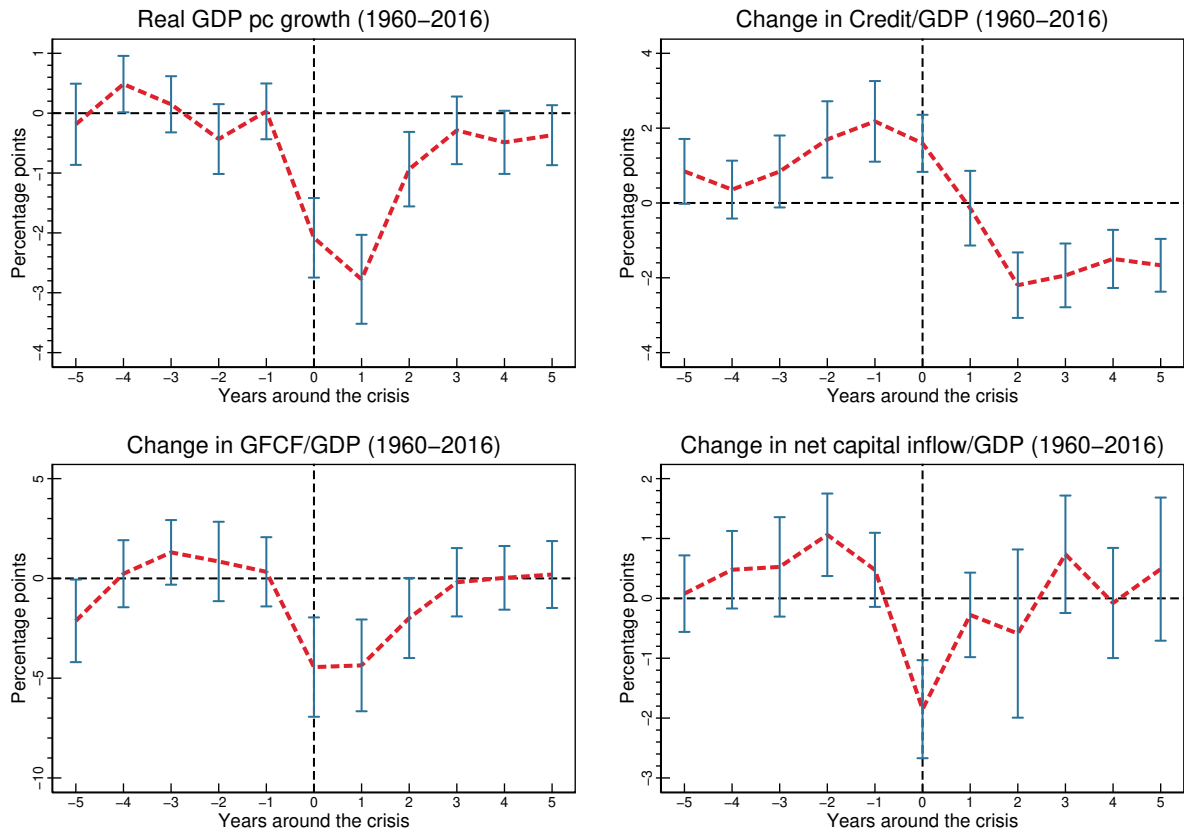 Real GDP pc growth (1960−2016)
Percentage points
1
0
−1
−2
−3
−4
−5 −4 −3 −2 −1 0 1 2 3 4 5
Years around the crisis
Change in Credit/GDP (1960−2016)
Percentage points
4
2
0
−2
−4
−5 −4 −3 −2 −1 0 1 2 3 4 5
Years around the crisis
Change in GFCF/GDP (1960−2016)
Percentage points
5
0
−5
−10
−5 −4 −3 −2 −1 0 1 2 3 4 5
Years around the crisis
Change in net capital inflow/GDP (1960−2016)
Percentage points
2
1
0
−1
−2
−3
−5 −4 −3 −2 −1 0 1 2 3 4 5
Years around the crisis